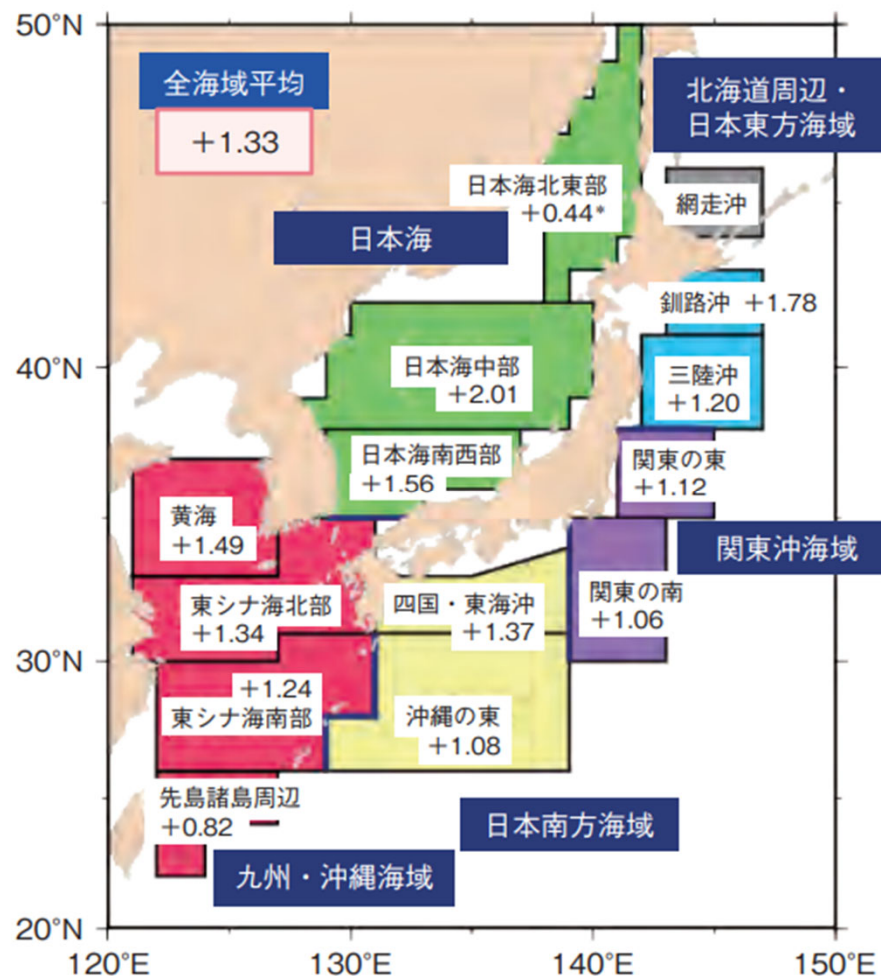 50°N
全海域平均
+1.33
北海道周辺・
日本東方海域
日本海北東部
+0.44*
網走沖
日本海
釧路沖 +1.78
40°N
日本海中部
+2.01
三陸沖
+1.20
日本海南西部
+1.56
関東の東
+1.12
黄海
+1.49
関東沖海域
東シナ海北部
+1.34
四国・東海沖
+1.37
関東の南
+1.06
30°N
+1.24
東シナ海南部
沖縄の東
+1.08
先島諸島周辺
+0.82
日本南方海域
九州・沖縄海域
20°N
120°E
130°E
140°E
150°E